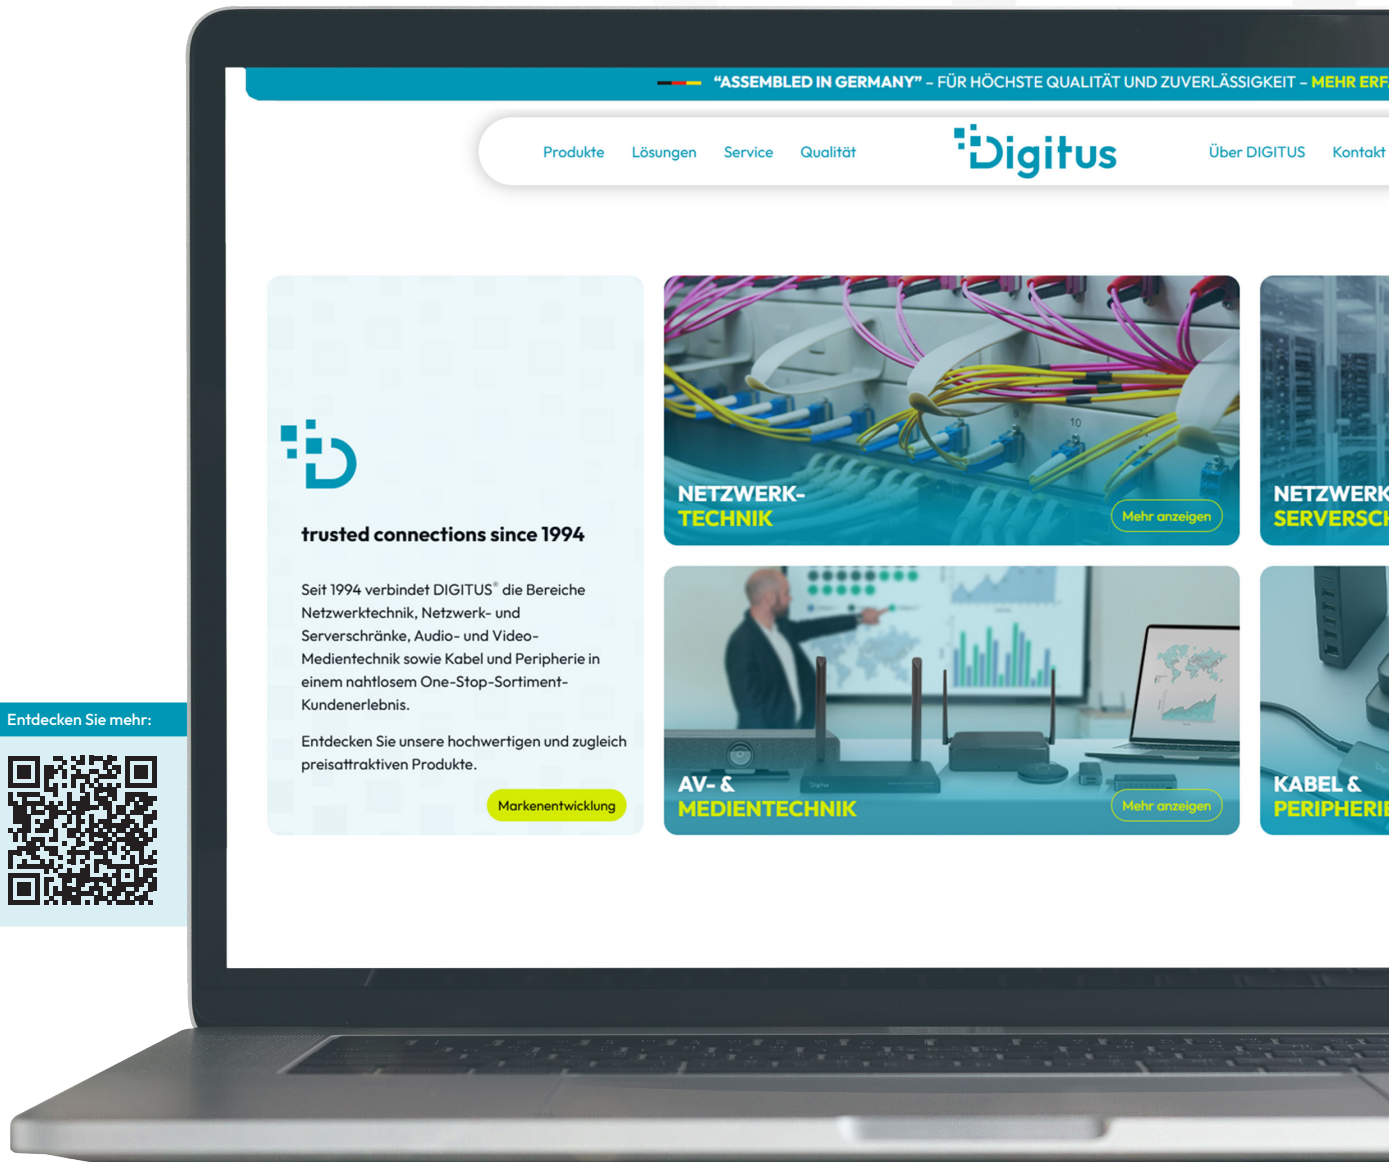 “ASSEMBLED IN GERMANY” – FÜR HÖCHSTE QUALITÄT UND ZUVERLÄSSIGKEIT – MEHR ERF
Produkte Lösungen Service Qualität Digitus Über DIGITUS Kontakt
trusted connections since 1994
Seit 1994 verbindet DIGITUS® die Bereiche
Netzwerktechnik, Netzwerk- und
Serverschränke, Audio- und Video-
Medientechnik sowie Kabel und Peripherie in
einem nahtlosem One-Stop-Sortiment-
Kundenerlebnis.
Entdecken Sie unsere hochwertigen und zugleich
preisattraktiven Produkte.
Markenentwicklung
10
NETZWERK-
TECHNIK
Mehr anzeigen
NETZWERK
SERVERSCH
AV- &
MEDIENTECHNIK
Mehr anzeigen
KABEL &
PERIPHERIE
Entdecken Sie mehr: